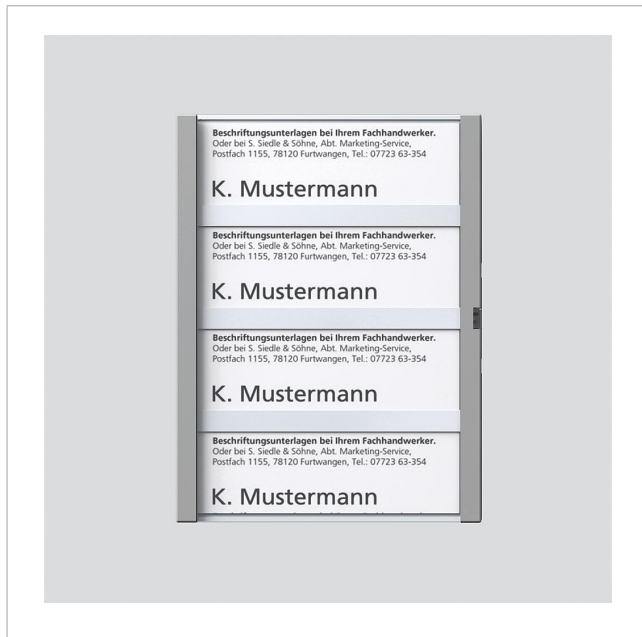 Beschriftungsunterlagen bei Ihrem Fachhandwerker.
Oder bei S. Siedle & Söhne, Abt. Marketing-Service,
Postfach 1155, 78120 Furtwangen, Tel.: 07723 63-354
K. Mustermann
Beschriftungsunterlagen bei Ihrem Fachhandwerker.
Oder bei S. Siedle & Söhne, Abt. Marketing-Service,
Postfach 1155, 78120 Furtwangen, Tel.: 07723 63-354
K. Mustermann
Beschriftungsunterlagen bei Ihrem Fachhandwerker.
Oder bei S. Siedle & Söhne, Abt. Marketing-Service,
Postfach 1155, 78120 Furtwangen, Tel.: 07723 63-354
K. Mustermann
Beschriftungsunterlagen bei Ihrem Fachhandwerker.
Oder bei S. Siedle & Söhne, Abt. Marketing-Service,
Postfach 1155, 78120 Furtwangen, Tel.: 07723 63-354
K. Mustermann